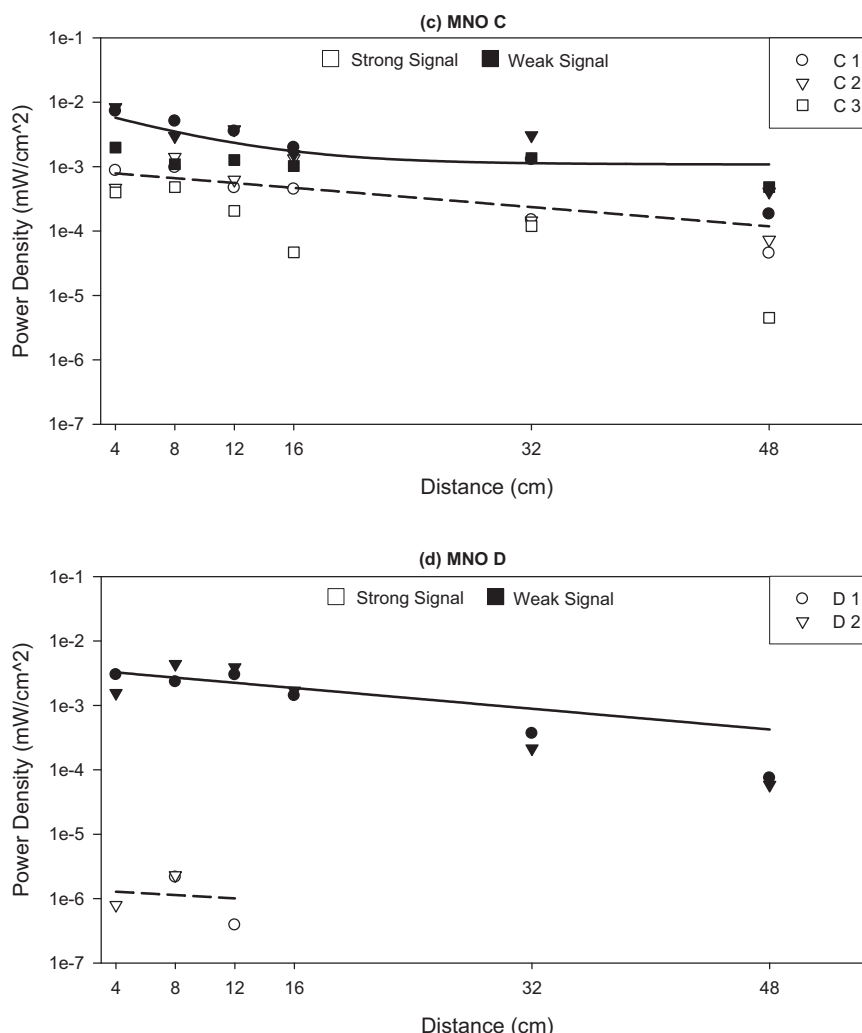 (c) MNO C
1e-1
Strong Signal Weak Signal
C 1
C 2
C 3
1e-2
1e-3
1e-4
1e-5
1e-6
1e-7
Power Density (mW/cm^2)
4 8 12 16 32 48
Distance (cm)
(d) MNO D
1e-1
Strong Signal Weak Signal
D 1
D 2
1e-2
1e-3
1e-4
1e-5
1e-6
1e-7
Power Density (mW/cm^2)
4 8 12 16 32 48
Distance (cm)